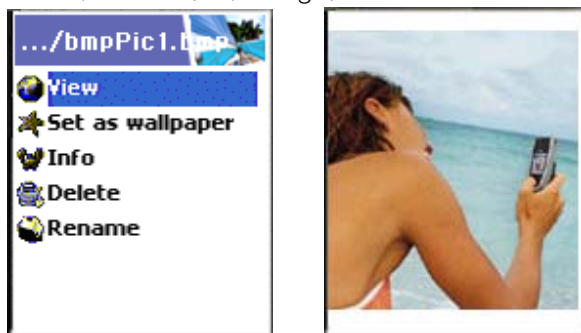 .../bmpPic1.bmp
View
Set as wallpaper
Info
Delete
Rename